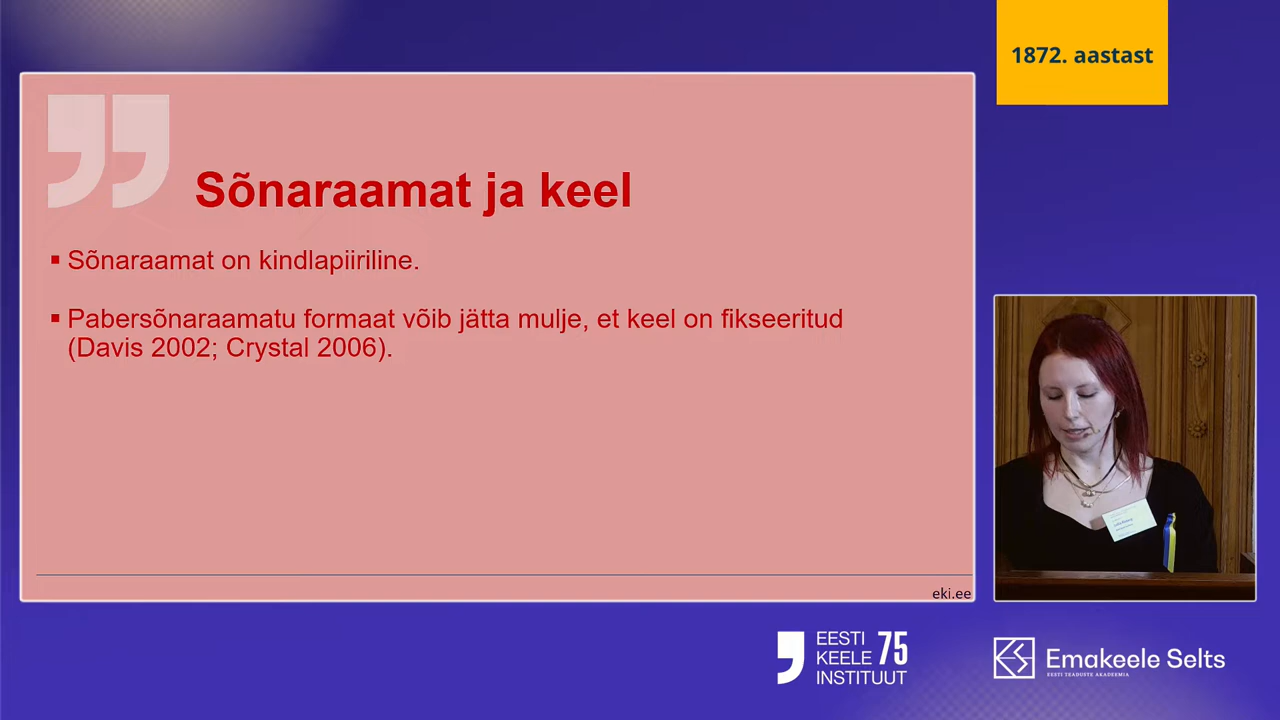 1872. aastast
Sõnaraamat ja keel
▪ Sõnaraamat on kindlapiiriline.
▪ Pabersõnaraamatu formaat võib jätta mulje, et keel on fikseeritud
(Davis 2002; Crystal 2006).
eki.ee
EESTI
KEELE 75
INSTITUUT
Emakeele Selts
EESTI TEADUSTE AKADEEMIA